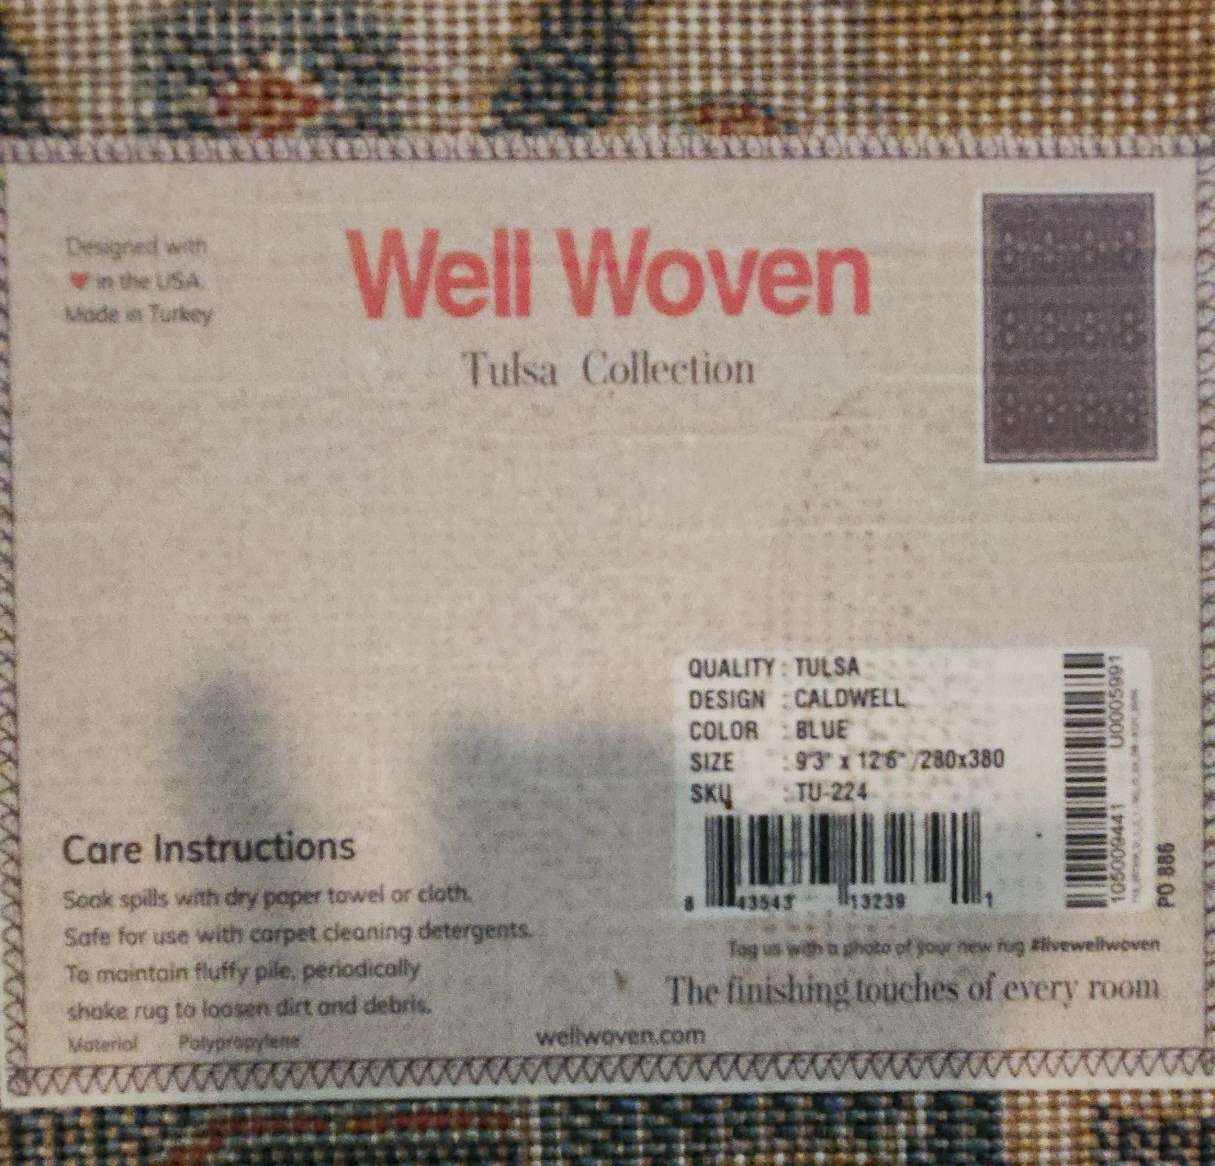 Designed with
♥ in the USA.
Made in Turkey
Well Woven
Tulsa Collection
QUALITY : TULSA
DESIGN : CALDWELL
COLOR : BLUE
SIZE : 9'3" x 12'6" /280x380
SKU : TU-224
8 43543 13239 1
105009441 U0005991
PO 886
Care Instructions
Soak spills with dry paper towel or cloth.
Safe for use with carpet cleaning detergents.
To maintain fluffy pile, periodically
shake rug to loosen dirt and debris.
Material Polypropylene
Tag us with a photo of your new rug #livewellwoven
The finishing touches of every room
wellwoven.com